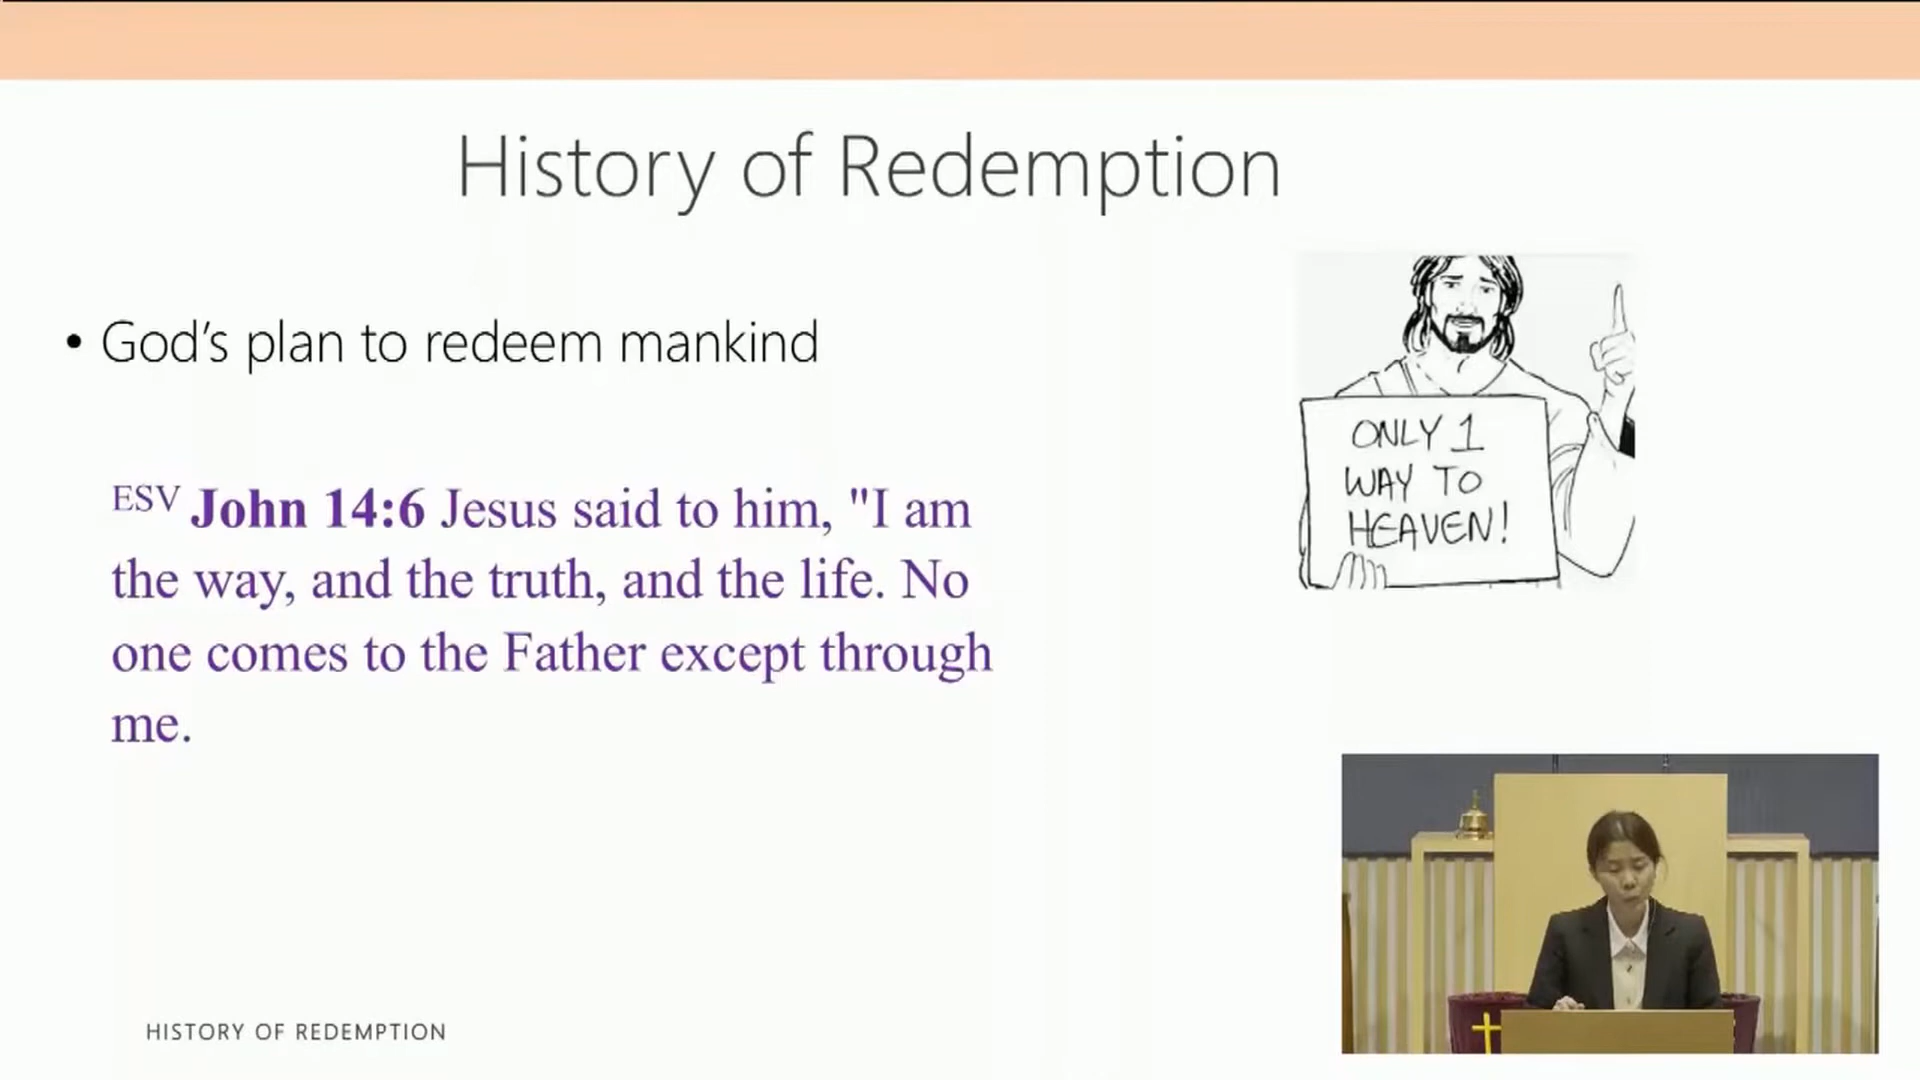 History of Redemption
• God's plan to redeem mankind
ESV John 14:6 Jesus said to him, "I am
the way, and the truth, and the life. No
one comes to the Father except through
me.
ONLY 1
WAY TO
HEAVEN!
HISTORY OF REDEMPTION